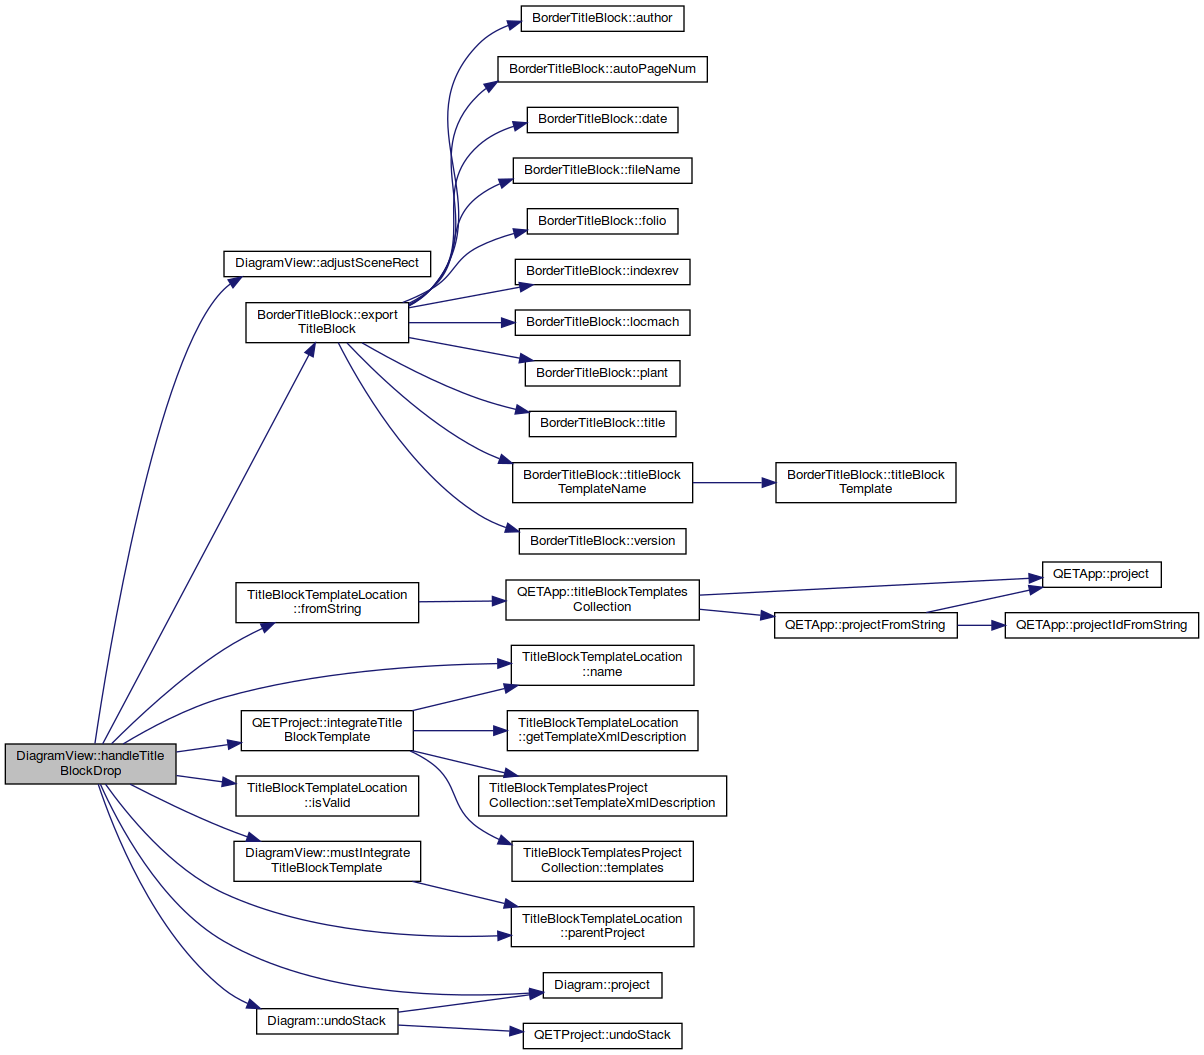 BorderTitleBlock::author
BorderTitleBlock::autoPageNum
BorderTitleBlock::date
BorderTitleBlock::fileName
BorderTitleBlock::folio
DiagramView::adjustSceneRect
BorderTitleBlock::indexrev
BorderTitleBlock::export
TitleBlock
BorderTitleBlock::locmach
BorderTitleBlock::plant
BorderTitleBlock::title
BorderTitleBlock::titleBlock
TemplateName
BorderTitleBlock::titleBlock
Template
BorderTitleBlock::version
TitleBlockTemplateLocation
::fromString
QETApp::titleBlockTemplates
Collection
QETApp::project
QETApp::projectFromString
QETApp::projectIdFromString
TitleBlockTemplateLocation
::name
QETProject::integrateTitle
BlockTemplate
TitleBlockTemplateLocation
::getTemplateXmlDescription
DiagramView::handleTitle
BlockDrop
TitleBlockTemplateLocation
::isValid
TitleBlockTemplatesProject
Collection::setTemplateXmlDescription
DiagramView::mustIntegrate
TitleBlockTemplate
TitleBlockTemplatesProject
Collection::templates
TitleBlockTemplateLocation
::parentProject
Diagram::project
Diagram::undoStack
QETProject::undoStack